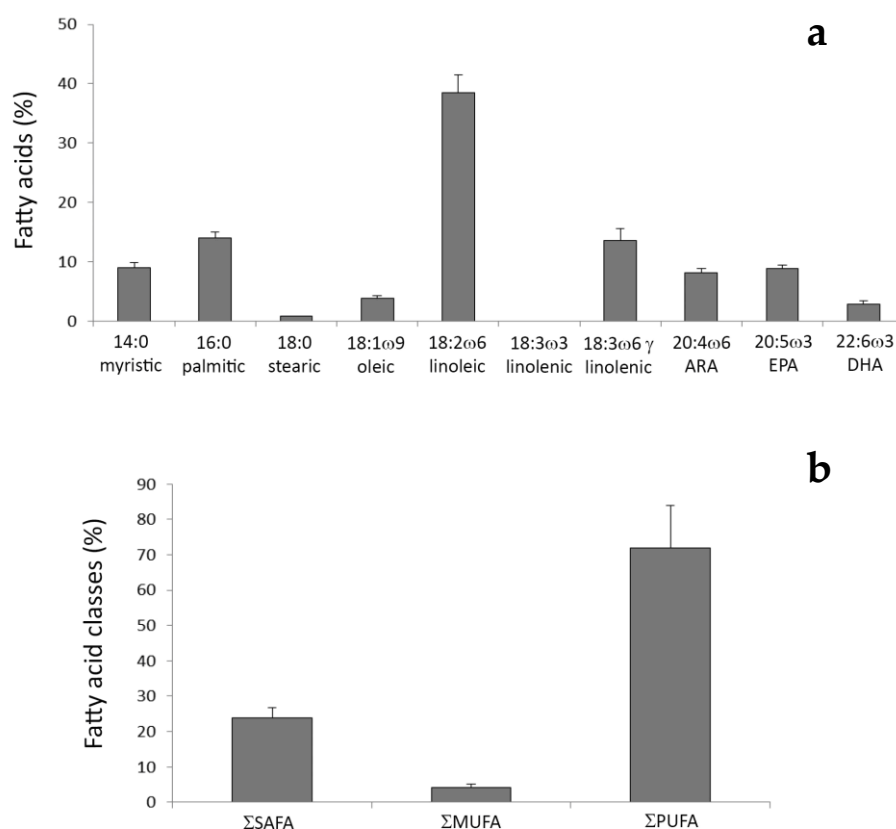 a
Fatty acids (%)
50
40
30
20
10
0
14:0 16:0 18:0 18:1ω9 18:2ω6 18:3ω3 18:3ω6 γ 20:4ω6 20:5ω3 22:6ω3
myristic palmitic stearic oleic linoleic linolenic linolenic ARA EPA DHA
b
Fatty acid classes (%)
90
80
70
60
50
40
30
20
10
0
ΣSAFA ΣMUFA ΣPUFA